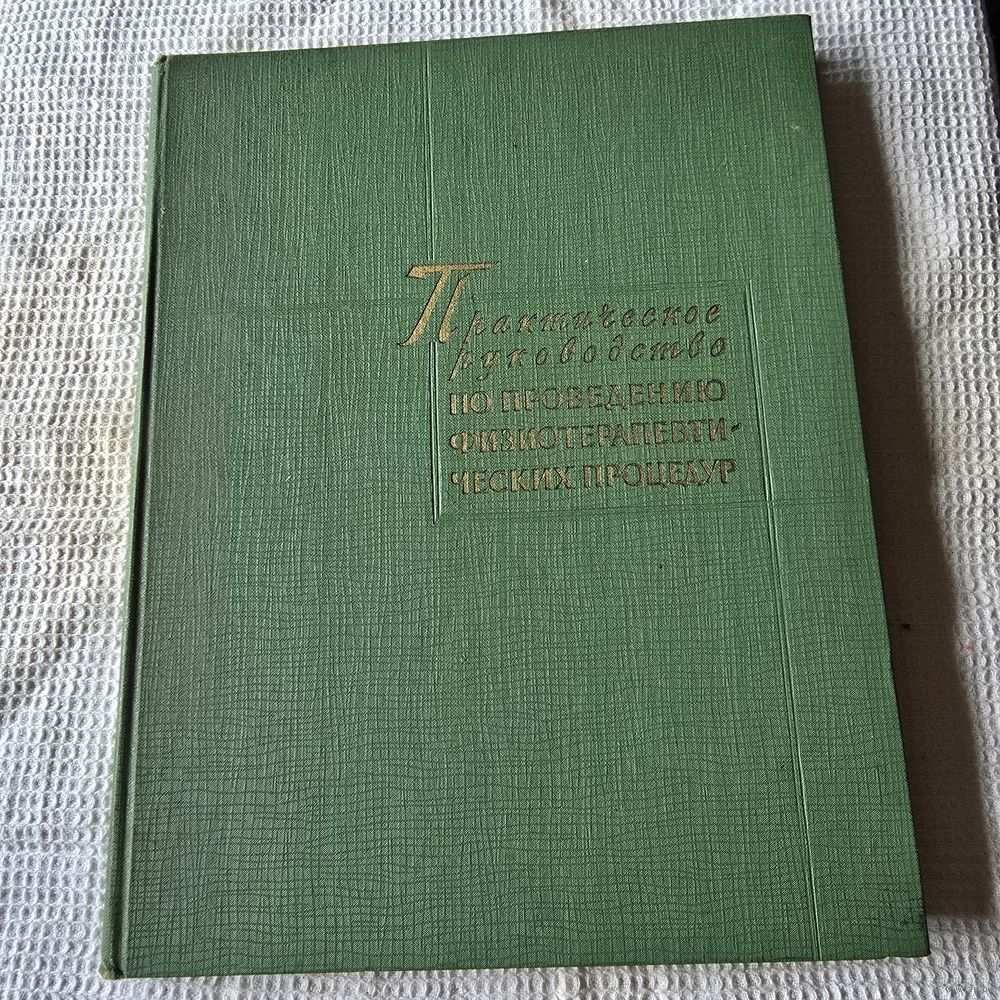 Практическое
руководство
ПО ПРОВЕДЕНИЮ
ФИЗИОТЕРАПЕВТИ-
ЧЕСКИХ ПРОЦЕДУР